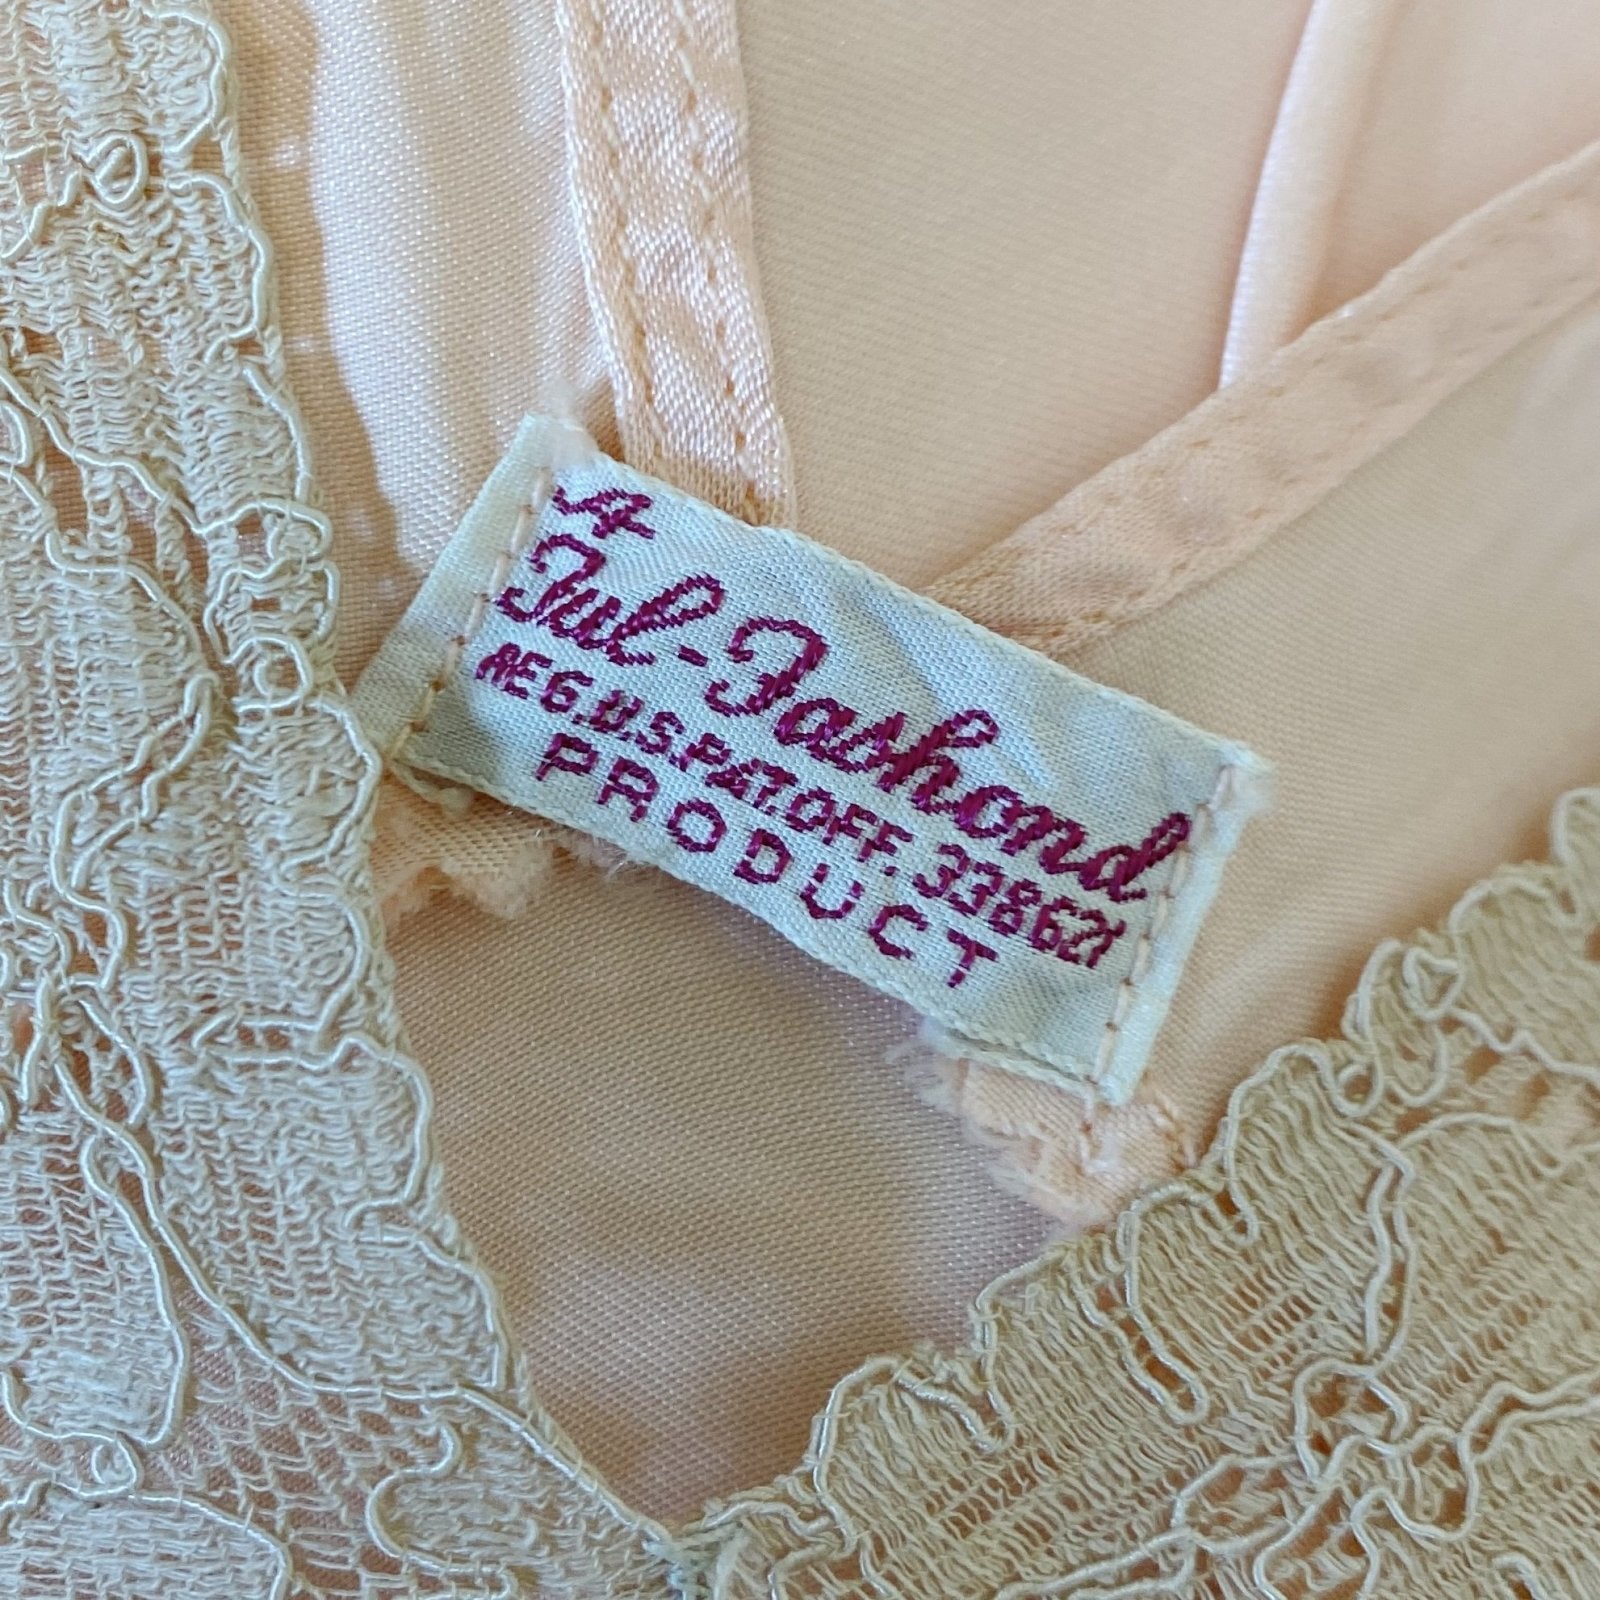 A
Ful-Fashond
REG.U.S.PAT.OFF.338621
PRODUCT